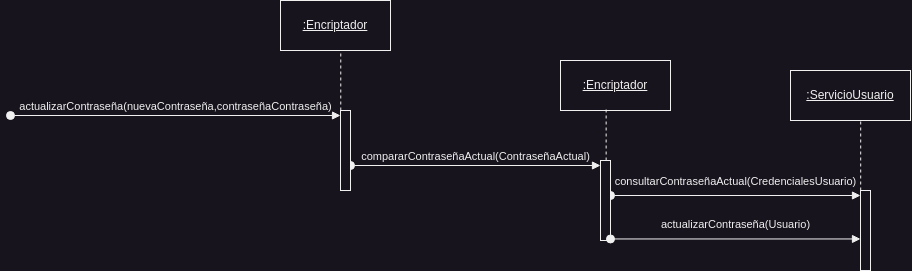 :Encriptador
:Encriptador
:ServicioUsuario
actualizarContraseña(nuevaContraseña,contraseñaContraseña)
compararContraseñaActual(ContraseñaActual)
consultarContraseñaActual(CredencialesUsuario)
actualizarContraseña(Usuario)